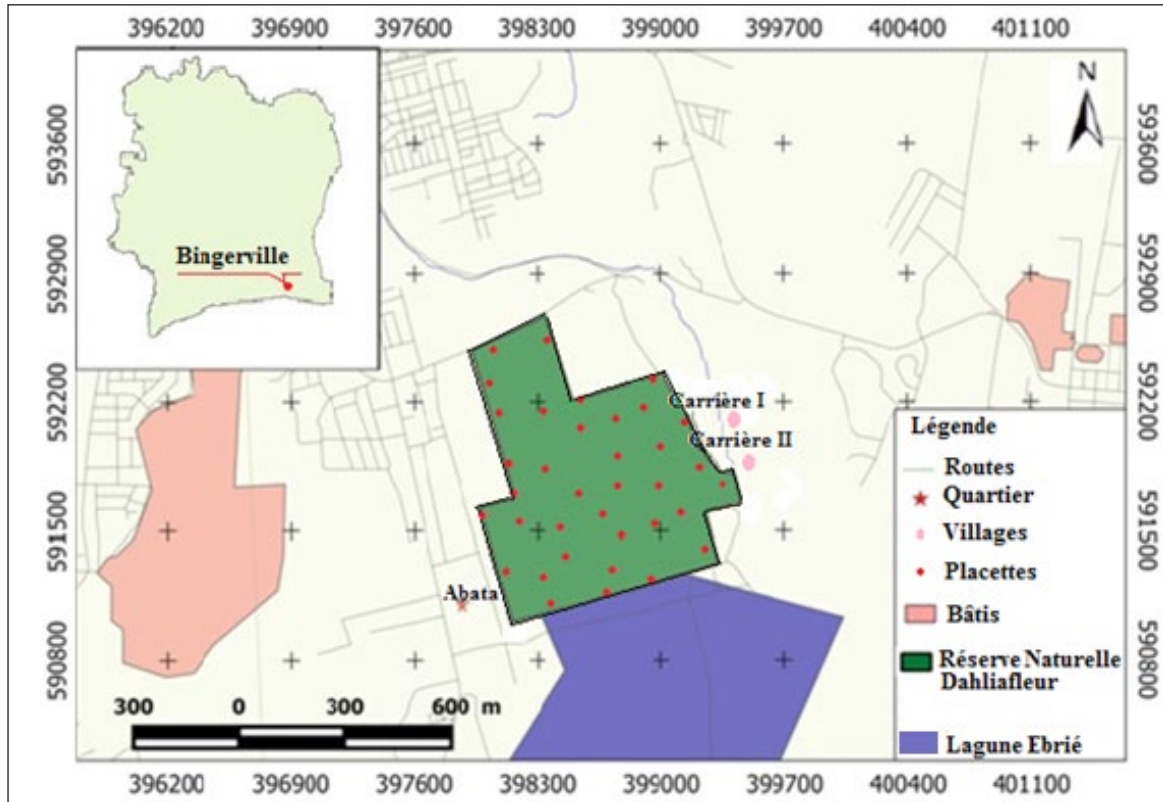 396200 396900 397600 398300 399000 399700 400400 401100
593600
592900
592200
591500
590800
Bingerville
N
593600
592900
592200
591500
590800
Carrière I
Carrière II
Abata
Légende
Routes
Quartier
Villages
Placettes
Bâtis
Réserve Naturelle
Dahliafleur
Lagune Ebrié
300 0 300 600 m
396200 396900 397600 398300 399000 399700 400400 401100